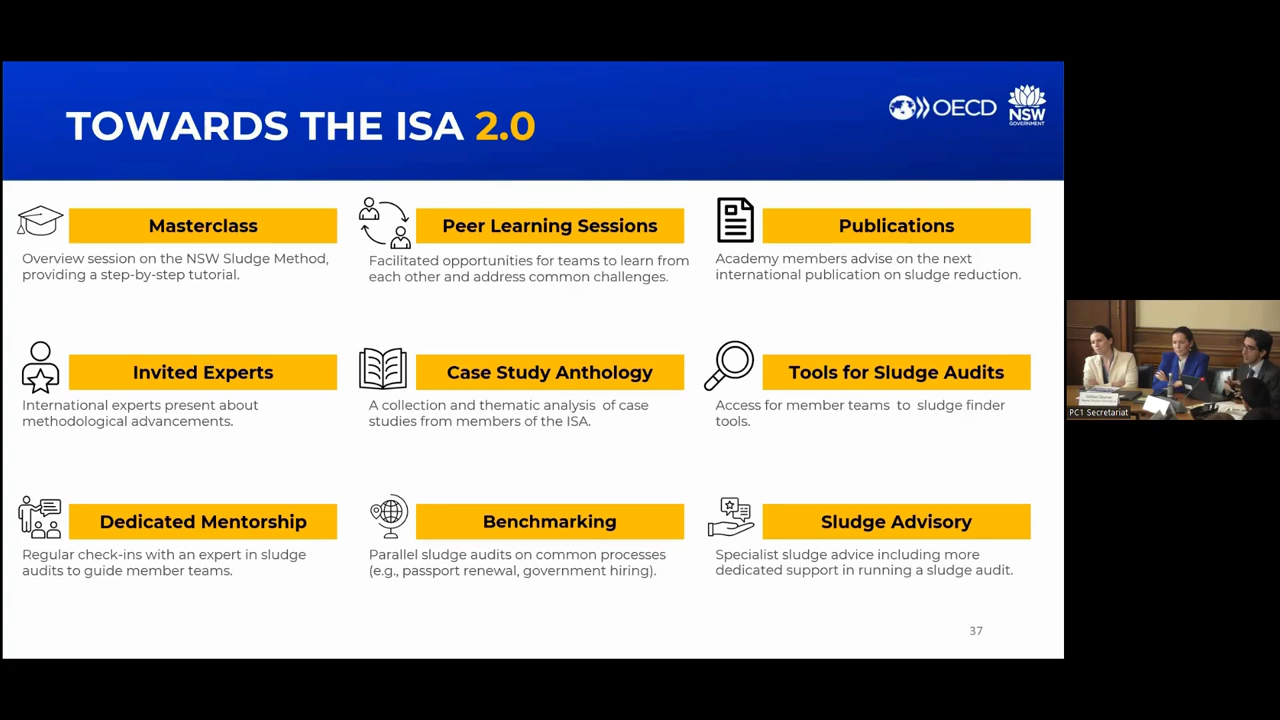 TOWARDS THE ISA 2.0
OECD
NSW
GOVERNMENT
Masterclass
Overview session on the NSW Sludge Method,
providing a step-by-step tutorial.
Peer Learning Sessions
Facilitated opportunities for teams to learn from
each other and address common challenges.
Publications
Academy members advise on the next
international publication on sludge reduction.
Invited Experts
International experts present about
methodological advancements.
Case Study Anthology
A collection and thematic analysis of case
studies from members of the ISA.
Tools for Sludge Audits
Access for member teams to sludge finder
tools.
Dedicated Mentorship
Regular check-ins with an expert in sludge
audits to guide member teams.
Benchmarking
Parallel sludge audits on common processes
(e.g., passport renewal, government hiring).
Sludge Advisory
Specialist sludge advice including more
dedicated support in running a sludge audit.
37
PC1 Secretariat